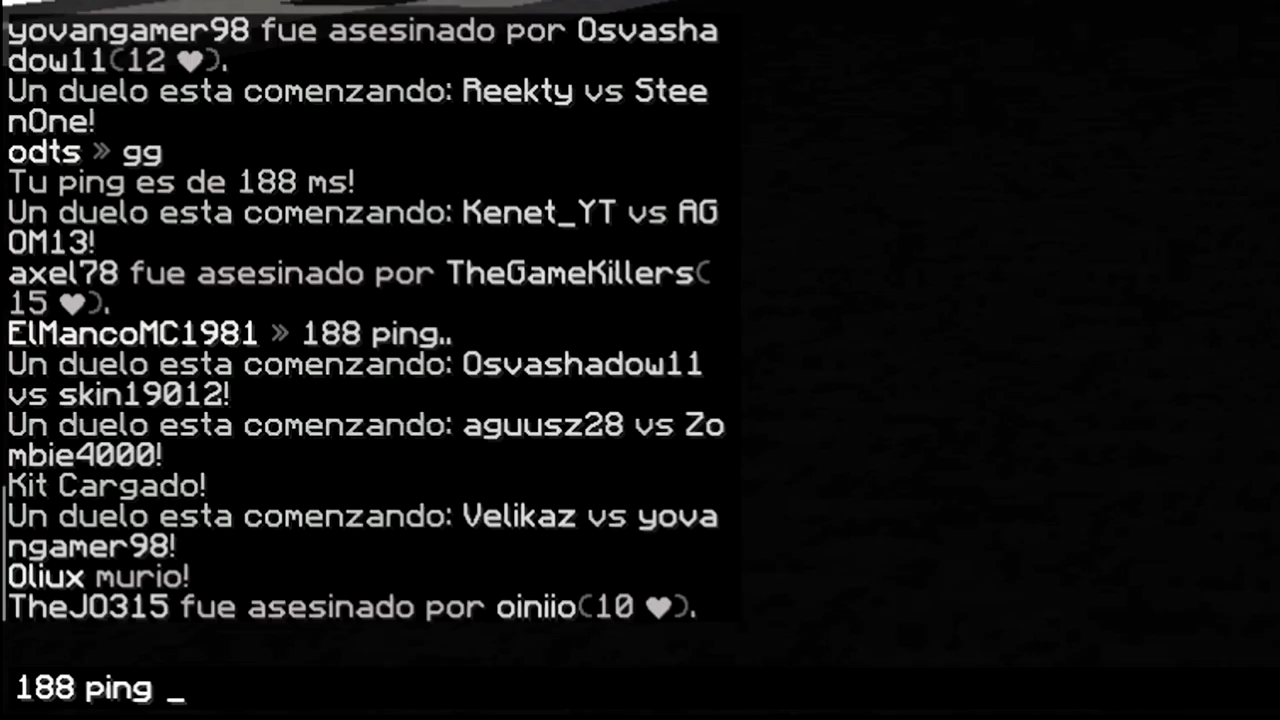 yovangamer98 fue asesinado por Osvasha
dow11(12 ♥).
Un duelo esta comenzando: Reekty vs Stee
nOne!
odts » gg
Tu ping es de 188 ms!
Un duelo esta comenzando: Kenet_YT vs AG
OM13!
axel78 fue asesinado por TheGameKillers(
15 ♥).
ElMancoMC1981 » 188 ping..
Un duelo esta comenzando: Osvashadow11
vs skin19012!
Un duelo esta comenzando: aguusz28 vs Zo
mbie4000!
Kit Cargado!
Un duelo esta comenzando: Velikaz vs yova
ngamer98!
Oliux murio!
TheJO315 fue asesinado por oiniio(10 ♥).
188 ping _